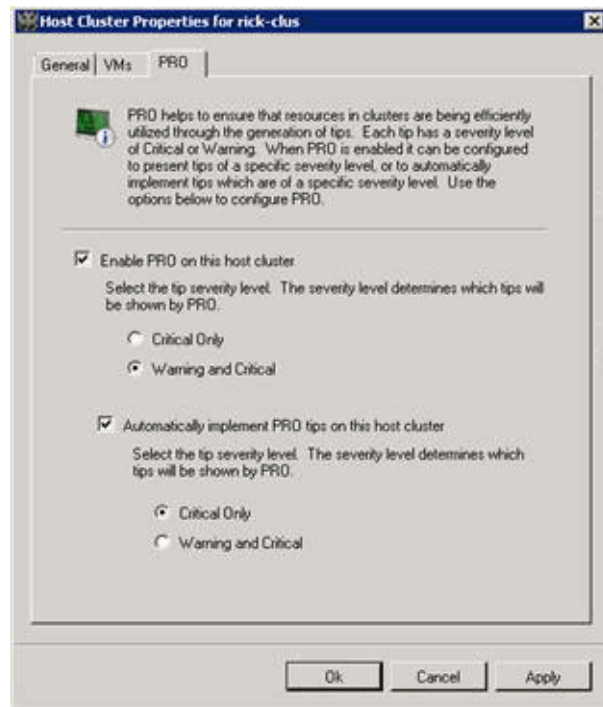 Host Cluster Properties for rick-clus
General VMs PRO
PRO helps to ensure that resources in clusters are being efficiently
utilized through the generation of tips. Each tip has a severity level
of Critical or Warning. When PRO is enabled it can be configured
to present tips of a specific severity level, or to automatically
implement tips which are of a specific severity level. Use the
options below to configure PRO.
Enable PRO on this host cluster
Select the tip severity level. The severity level determines which tips will
be shown by PRO.
Critical Only
Warning and Critical
Automatically implement PRO tips on this host cluster
Select the tip severity level. The severity level determines which
tips will be shown by PRO.
Critical Only
Warning and Critical
Ok Cancel Apply